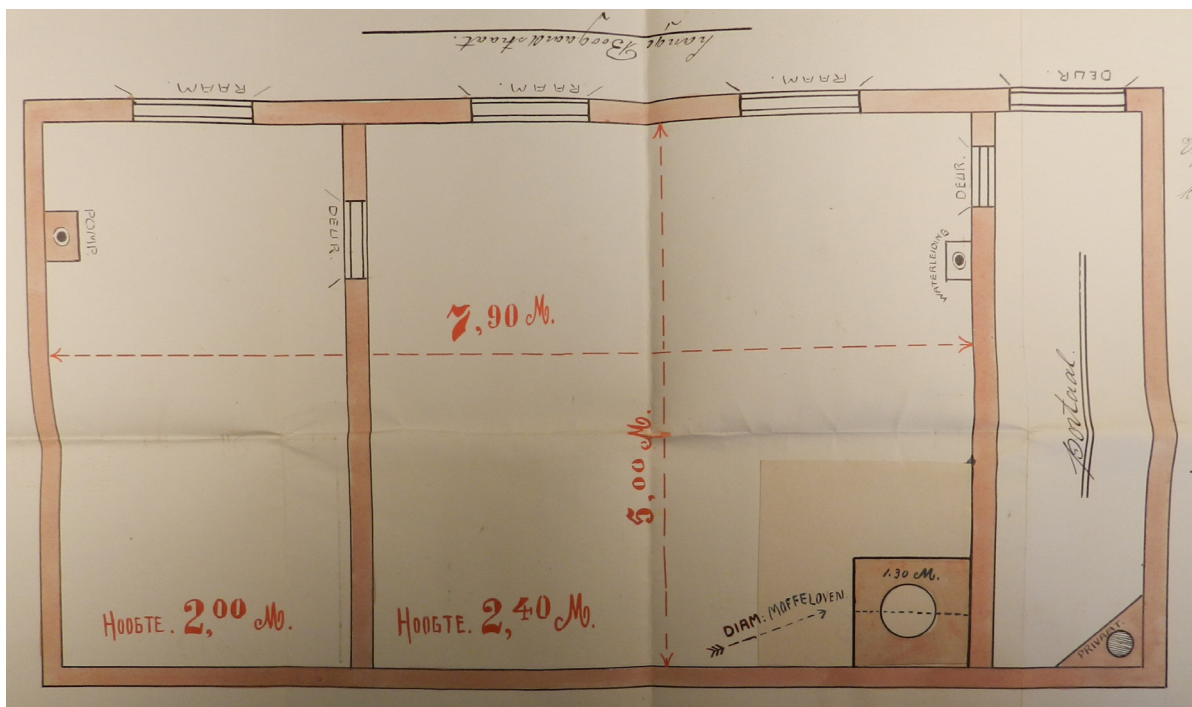 Lange Boogaardstraat.
RAAM.
RAAM.
RAAM.
DEUR.
POMP.
DEUR.
DEUR.
WATERLEIDING
7,90 M.
5,00 M.
Portaal.
HOOGTE. 2,00 M.
HOOGTE. 2,40 M.
DIAM: MOFFELOVEN
1.30 M.
PRIVAAT.